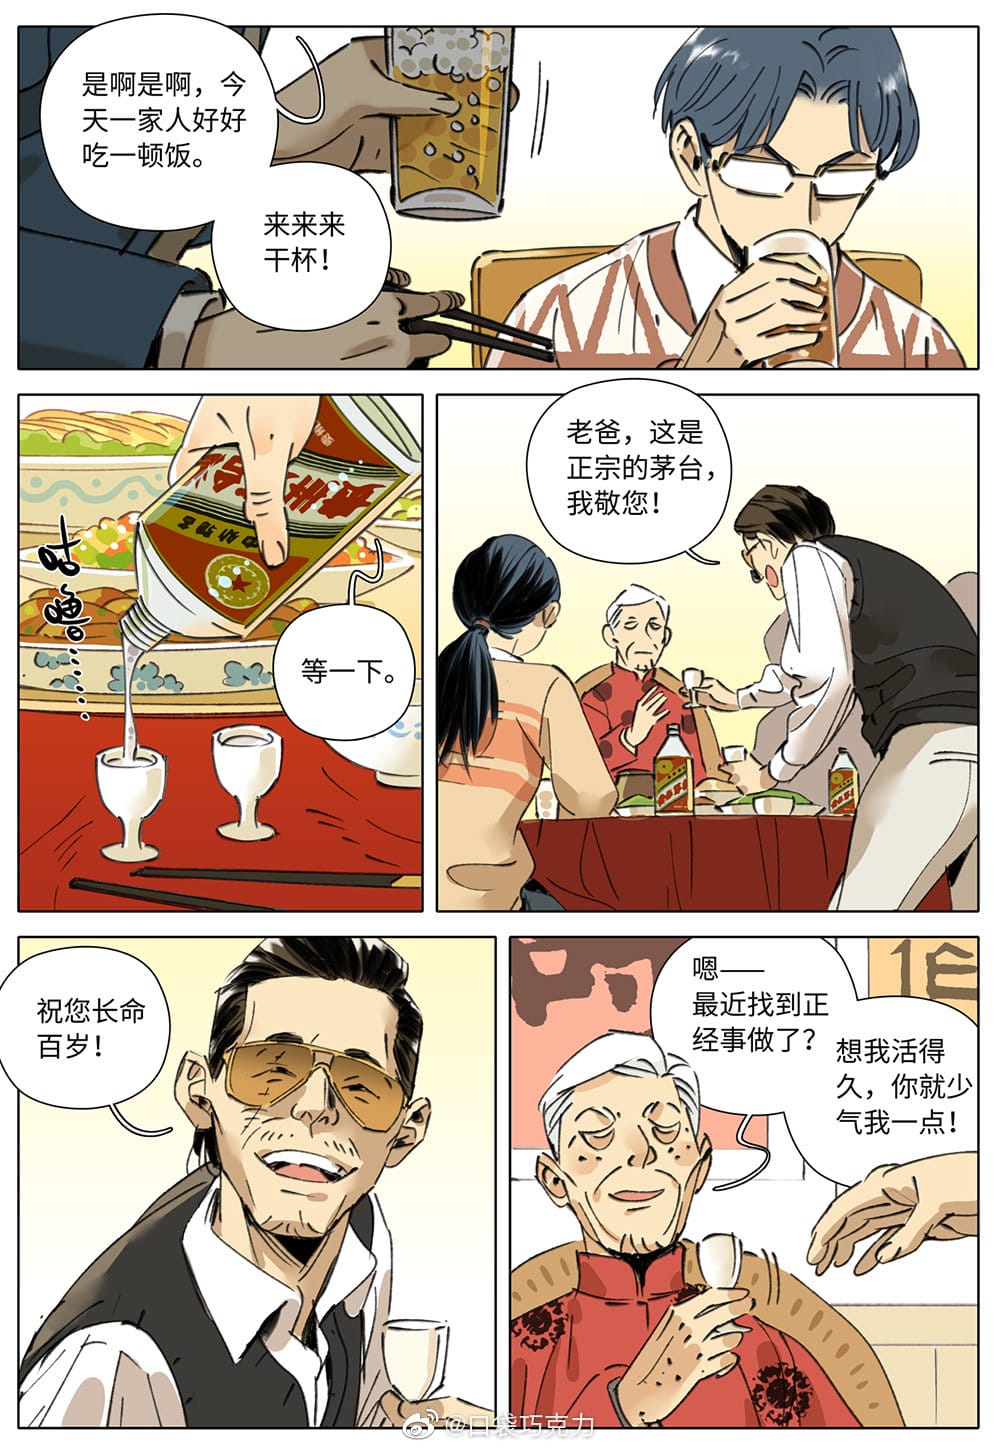 是啊是啊，今
天一家人好好
吃一顿饭。
来来来
干杯！
咕噜……
等一下。
老爸，这是
正宗的茅台，
我敬您！
祝您长命
百岁！
嗯——
最近找到正
经事做了？
想我活得
久，你就少
气我一点！
@口袋巧克力